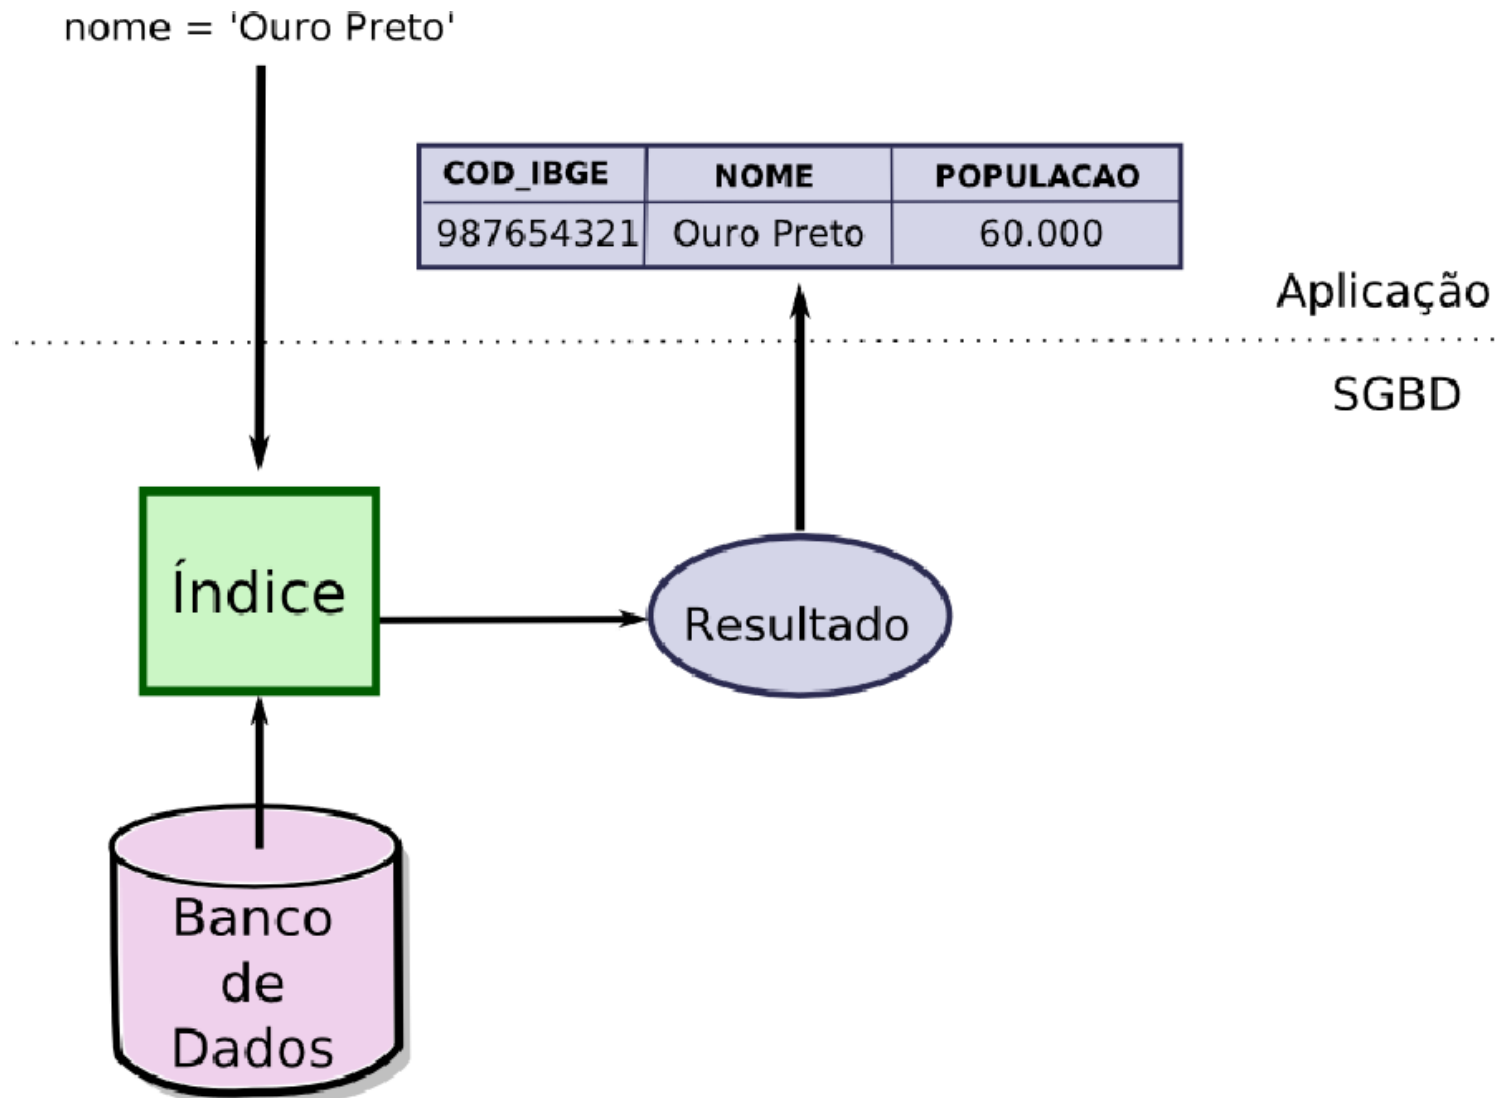 nome = 'Ouro Preto'
COD_IBGE NOME POPULACAO
987654321 Ouro Preto 60.000
Aplicação
SGBD
Índice
Resultado
Banco
de
Dados